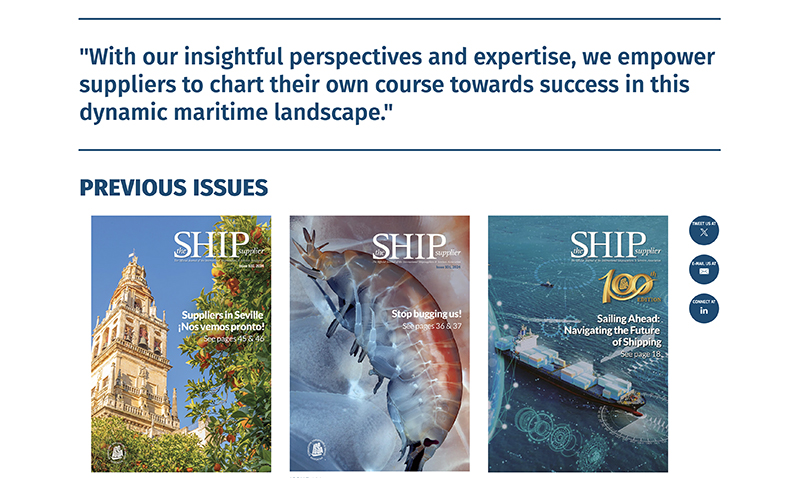 "With our insightful perspectives and expertise, we empower
suppliers to chart their own course towards success in this
dynamic maritime landscape."
PREVIOUS ISSUES
the SHIP supplier
Suppliers in Seville
¡Nos vemos pronto!
See pages 45 & 46
the SHIP supplier
Stop bugging us!
See pages 36 & 37
the SHIP supplier
100th
EDITION
Sailing Ahead:
Navigating the Future
of Shipping
See page 18
TWEET US AT
E-MAIL US AT
CONNECT AT
in